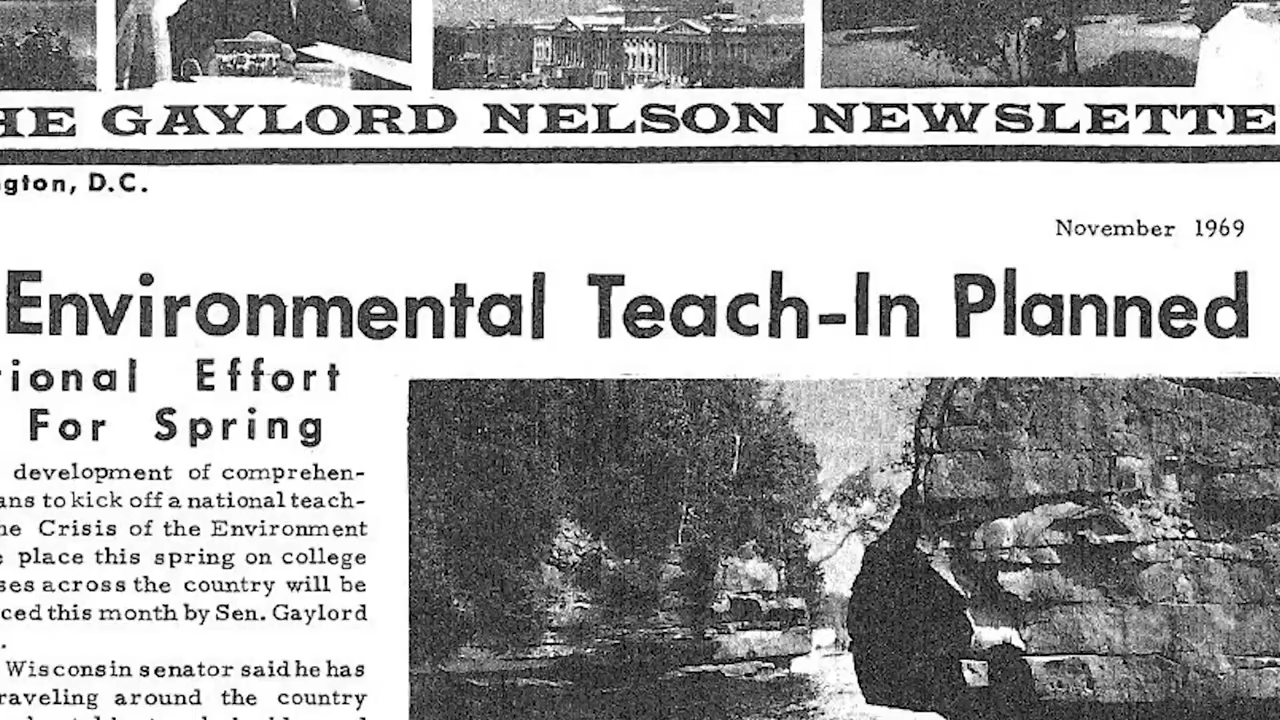 HE GAYLORD NELSON NEWSLETTE
gton, D.C.
November 1969
Environmental Teach-In Planned
tional Effort
For Spring
development of comprehen-
ans to kick off a national teach-
he Crisis of the Environment
e place this spring on college
ses across the country will be
ced this month by Sen. Gaylord
.
Wisconsin senator said he has
raveling around the country